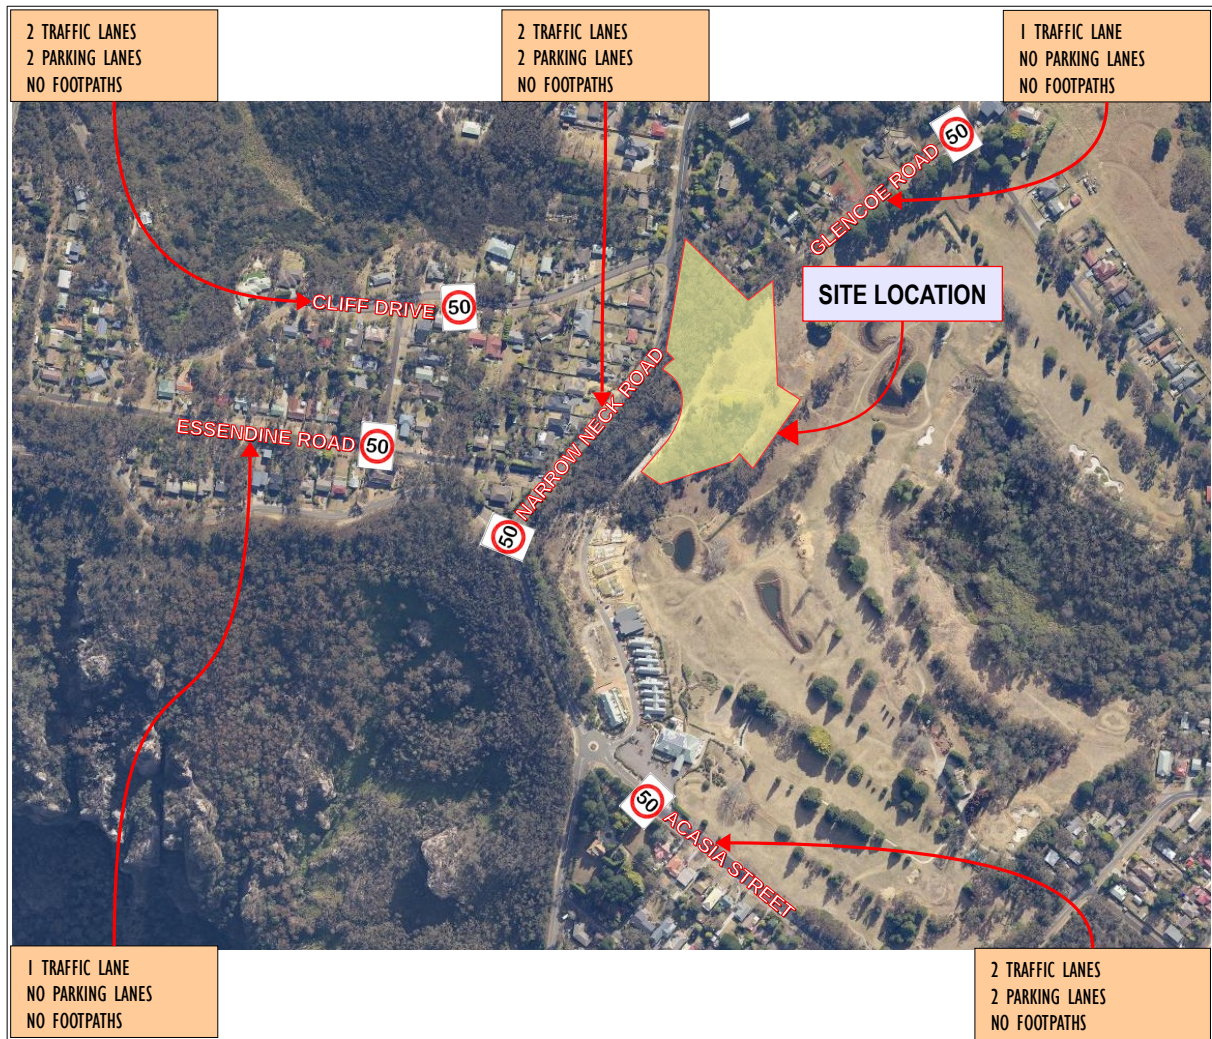 2 TRAFFIC LANES
2 PARKING LANES
NO FOOTPATHS
2 TRAFFIC LANES
2 PARKING LANES
NO FOOTPATHS
1 TRAFFIC LANE
NO PARKING LANES
NO FOOTPATHS
50
GLENCOE ROAD
SITE LOCATION
CLIFF DRIVE
50
NARROW NECK ROAD
50
ESSENDINE ROAD
50
50
ACASIA STREET
1 TRAFFIC LANE
NO PARKING LANES
NO FOOTPATHS
2 TRAFFIC LANES
2 PARKING LANES
NO FOOTPATHS